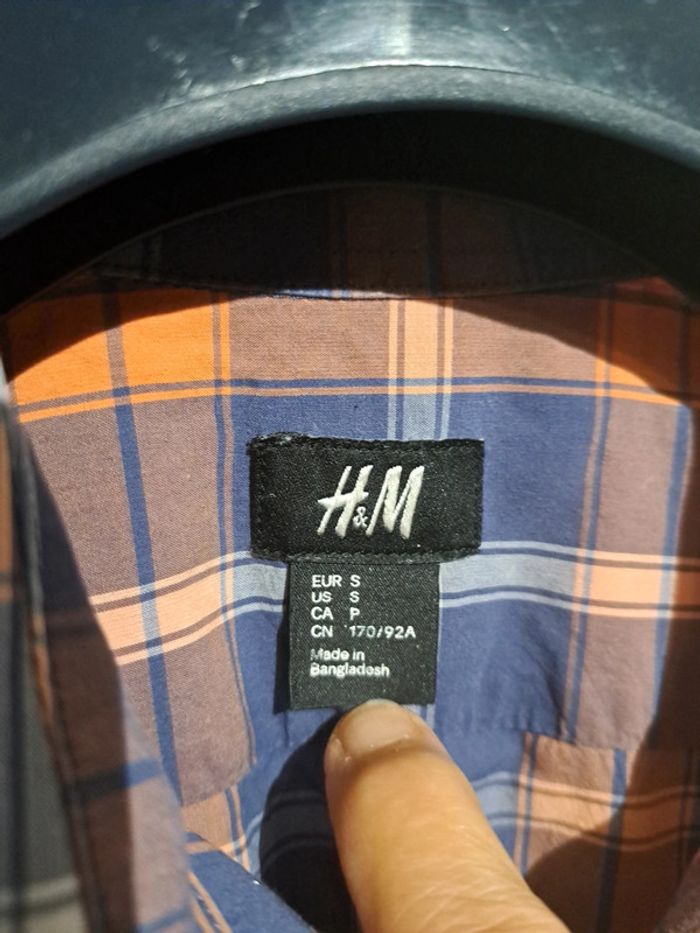 H&M
EUR S
US S
CA P
CN 170/92A
Made in
Bangladesh